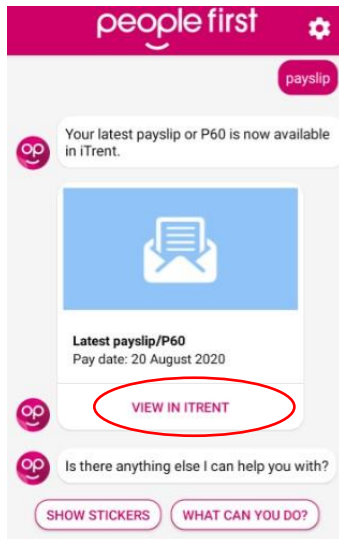 people first
payslip
Your latest payslip or P60 is now available
in iTrent.
Latest payslip/P60
Pay date: 20 August 2020
VIEW IN ITRENT
Is there anything else I can help you with?
SHOW STICKERS
WHAT CAN YOU DO?